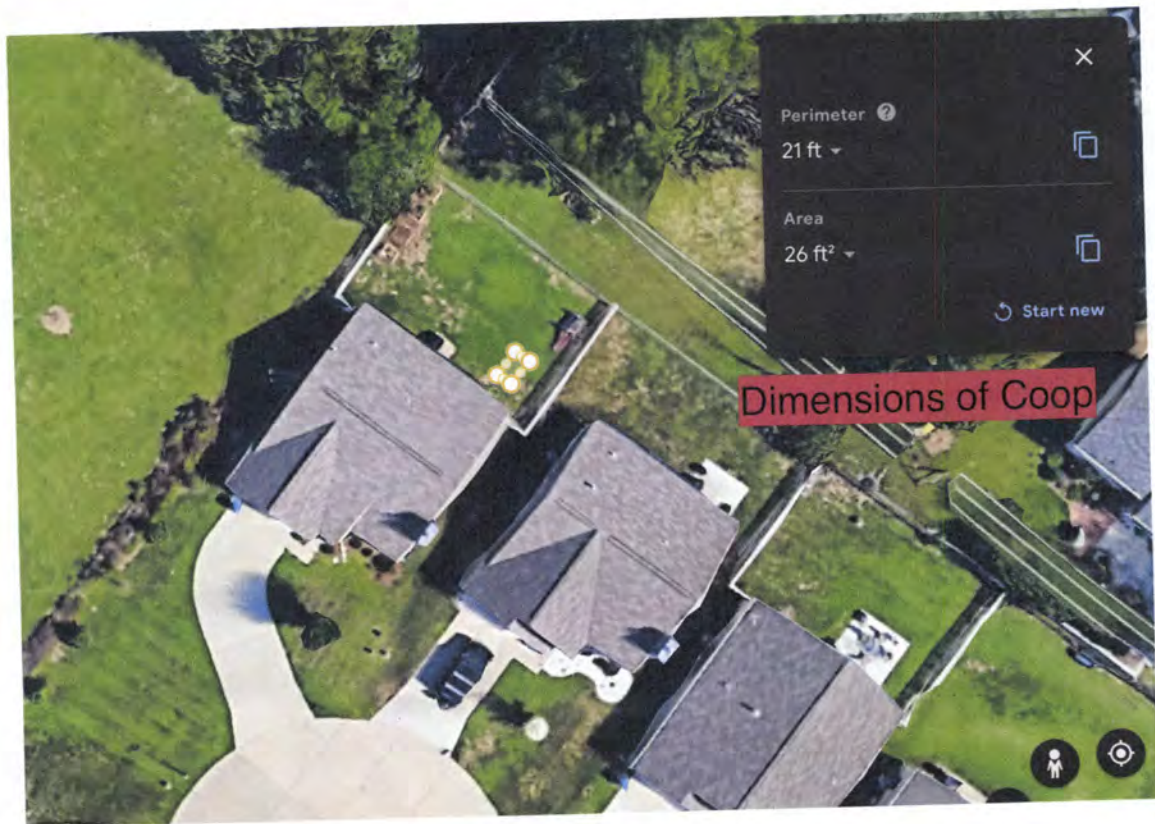 Perimeter
21 ft
Area
26 ft²
Start new
Dimensions of Coop